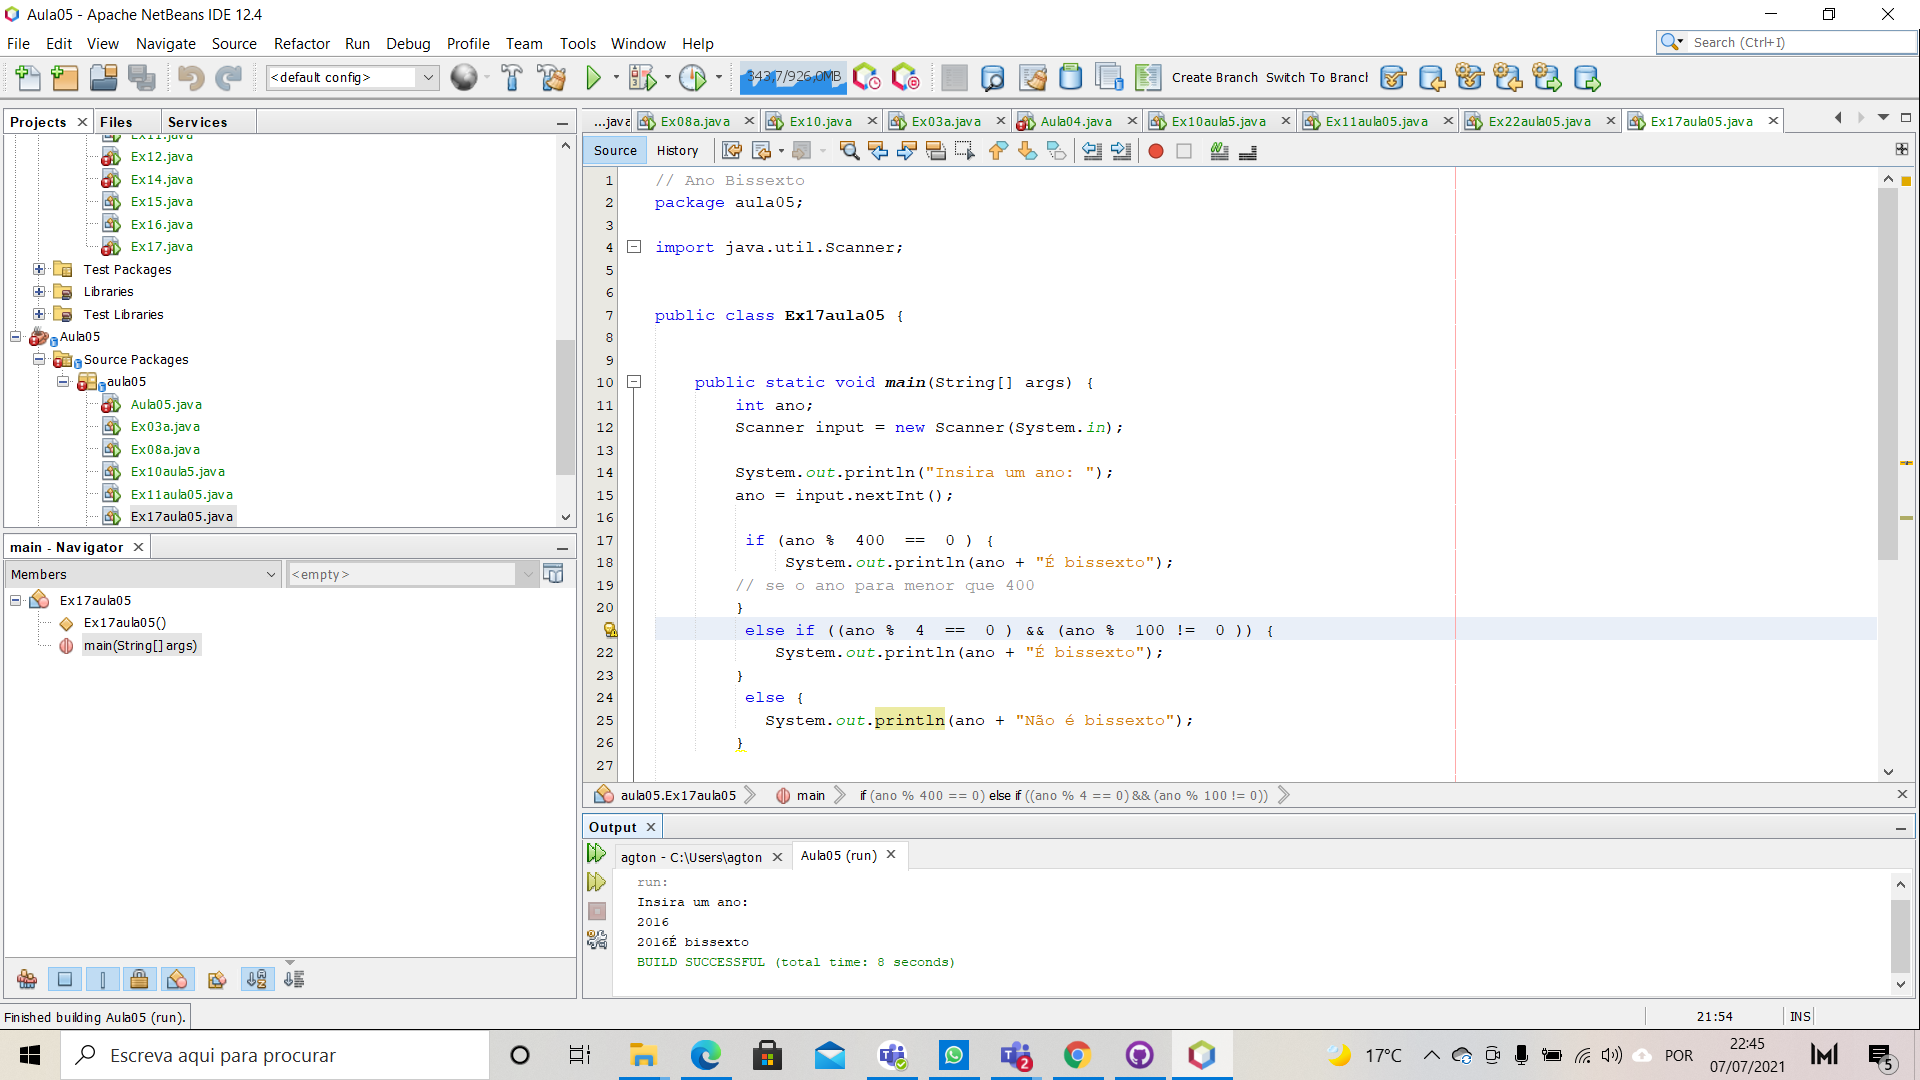 Aula05 - Apache NetBeans IDE 12.4
File Edit View Navigate Source Refactor Run Debug Profile Team Tools Window Help
Search (Ctrl+I)
<default config>
343,7/926,0MB
Create Branch Switch To Branch
Projects Files Services
Ex11.java
Ex12.java
Ex14.java
Ex15.java
Ex16.java
Ex17.java
Test Packages
Libraries
Test Libraries
Aula05
Source Packages
aula05
Aula05.java
Ex03a.java
Ex08a.java
Ex10aula5.java
Ex11aula05.java
Ex17aula05.java
main - Navigator
Members
<empty>
Ex17aula05
Ex17aula05()
main(String[] args)
...java Ex08a.java Ex10.java Ex03a.java Aula04.java Ex10aula5.java Ex11aula05.java Ex22aula05.java Ex17aula05.java
Source History
1 // Ano Bissexto
2 package aula05;
3
4 import java.util.Scanner;
5
6
7 public class Ex17aula05 {
8
9
10 public static void main(String[] args) {
11 int ano;
12 Scanner input = new Scanner(System.in);
13
14 System.out.println("Insira um ano: ");
15 ano = input.nextInt();
16
17 if (ano % 400 == 0 ) {
18 System.out.println(ano + "É bissexto");
19 // se o ano para menor que 400
20 }
else if ((ano % 4 == 0 ) && (ano % 100 != 0 )) {
22 System.out.println(ano + "É bissexto");
23 }
24 else {
25 System.out.println(ano + "Não é bissexto");
26 }
27
aula05.Ex17aula05 main if (ano % 400 == 0) else if ((ano % 4 == 0) && (ano % 100 != 0))
Output
agton - C:\Users\agton Aula05 (run)
run:
Insira um ano:
2016
2016É bissexto
BUILD SUCCESSFUL (total time: 8 seconds)
Finished building Aula05 (run).
21:54 INS
Escreva aqui para procurar
2
17°C
POR
22:45
07/07/2021
5